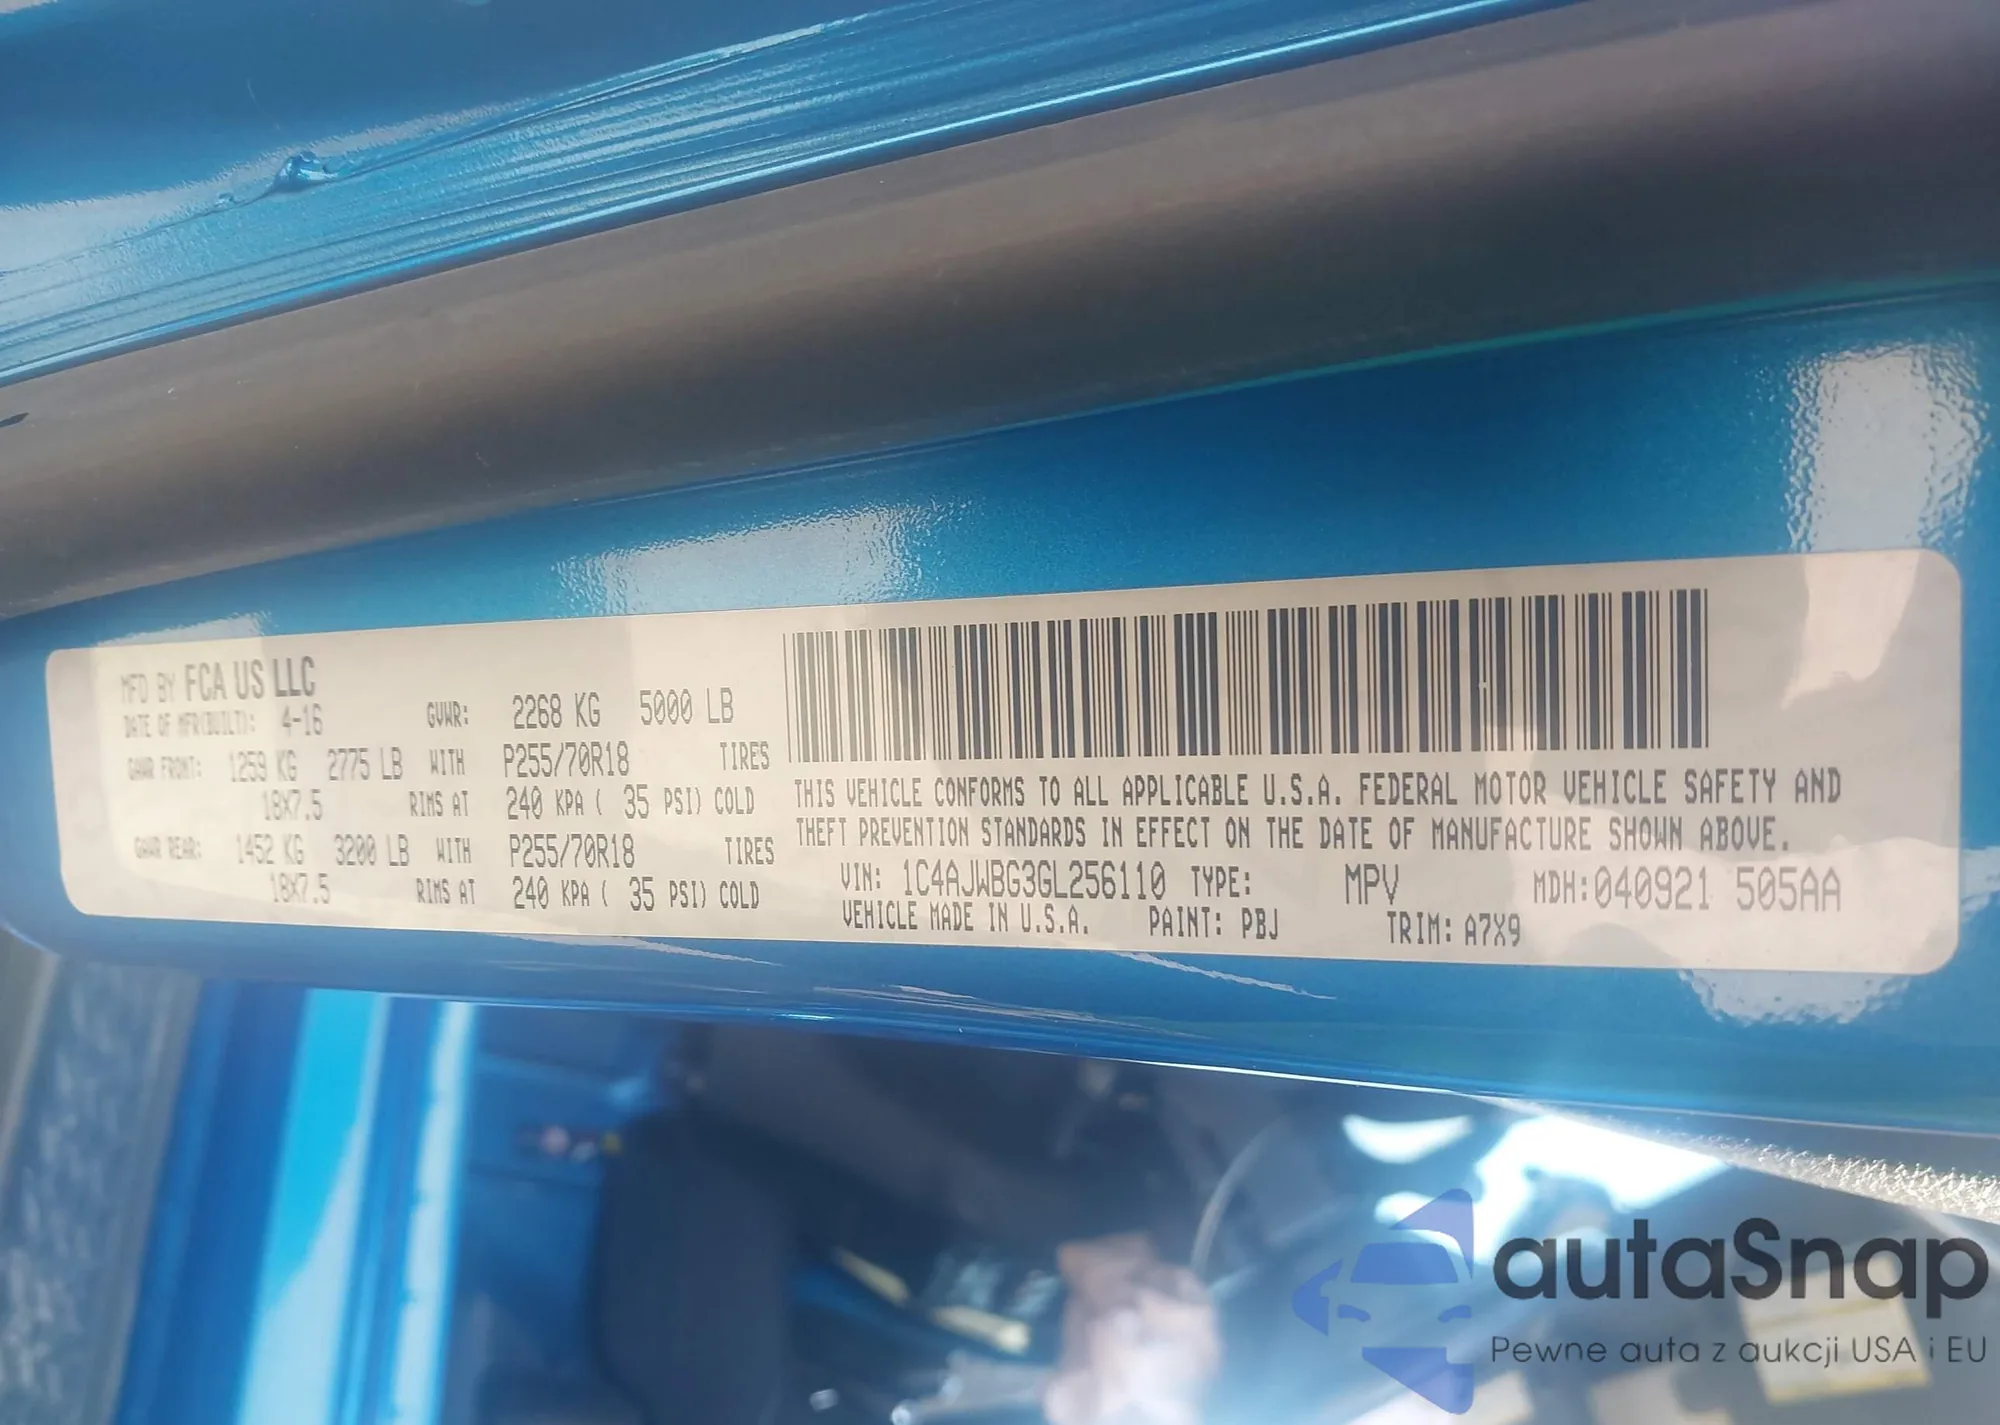 MFD BY FCA US LLC
DATE OF MFR(BUILT): 4-16 GVWR: 2268 KG 5000 LB
GAWR FRONT: 1259 KG 2775 LB WITH P255/70R18 TIRES
18X7.5 RIMS AT 240 KPA ( 35 PSI) COLD
GAWR REAR: 1452 KG 3200 LB WITH P255/70R18 TIRES
18X7.5 RIMS AT 240 KPA ( 35 PSI) COLD
THIS VEHICLE CONFORMS TO ALL APPLICABLE U.S.A. FEDERAL MOTOR VEHICLE SAFETY AND
THEFT PREVENTION STANDARDS IN EFFECT ON THE DATE OF MANUFACTURE SHOWN ABOVE.
VIN: 1C4AJWBG3GL256110 TYPE: MPV MDH:040921 505AA
VEHICLE MADE IN U.S.A. PAINT: PBJ TRIM: A7X9
autaSnap
Pewne auta z aukcji USA i EU